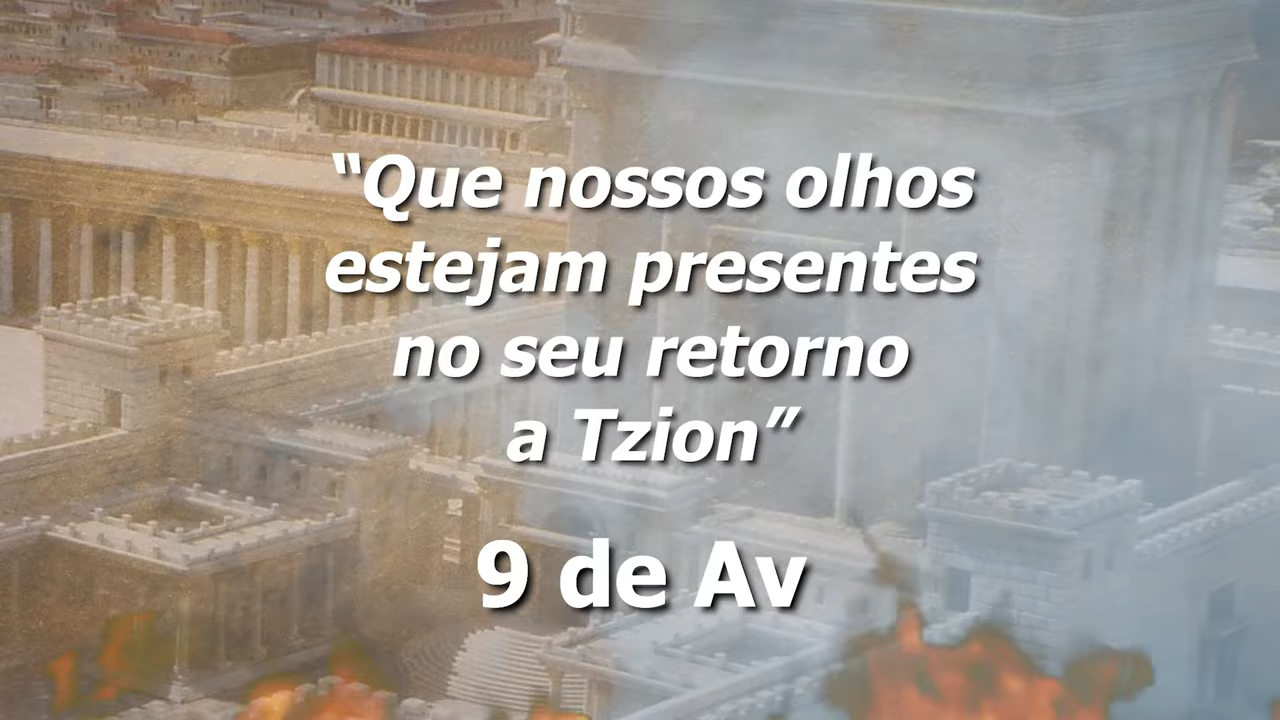 “Que nossos olhos
estejam presentes
no seu retorno
a Tzion”
9 de Av